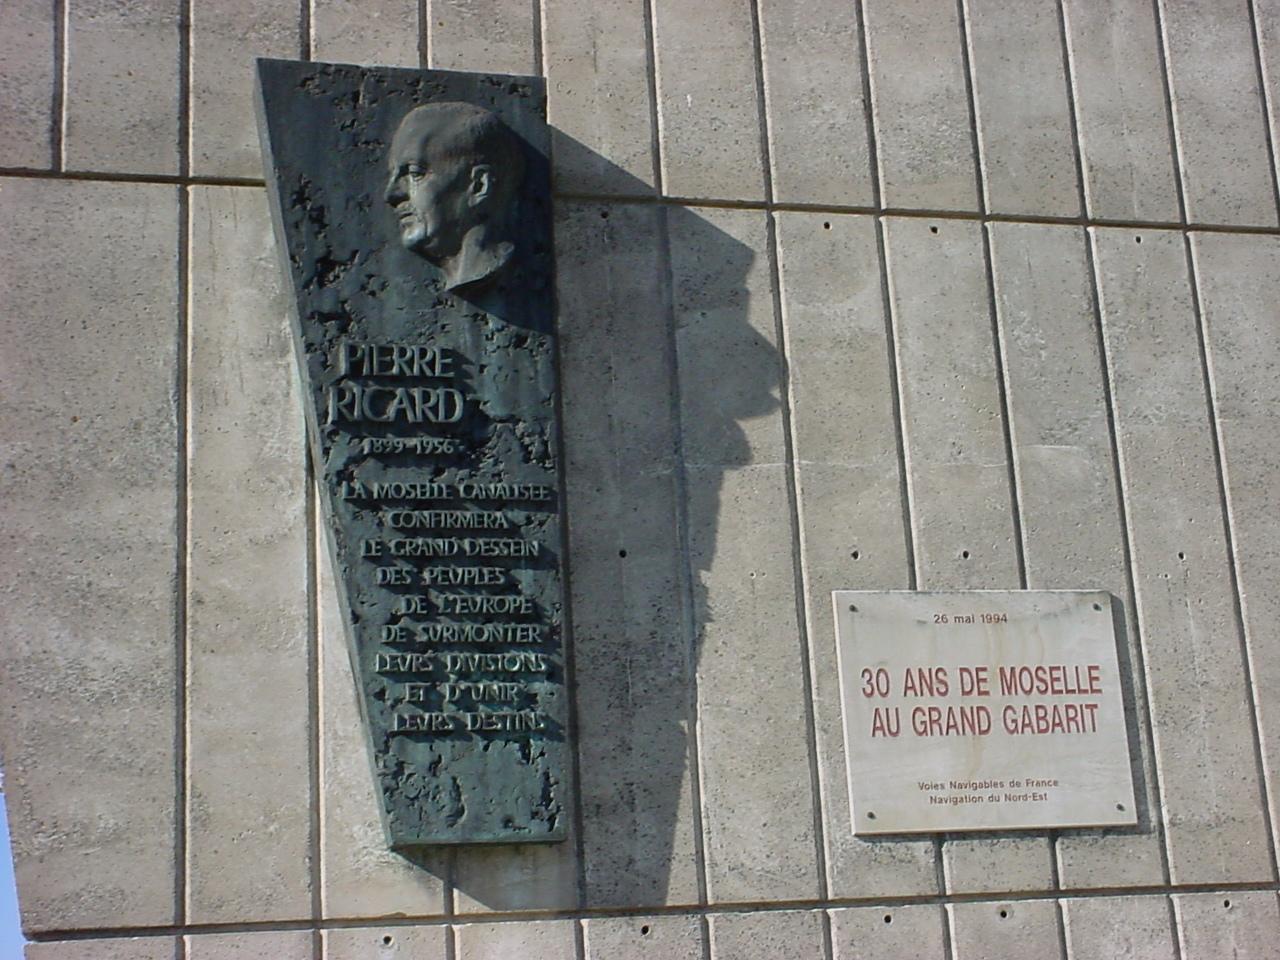 PIERRE
RICARD
1899-1956
LA MOSELLE CANALISEE
CONFIRMERA
LE GRAND DESSEIN
DES PEUPLES
DE L'EUROPE
DE SURMONTER
LEURS DIVISIONS
ET D'UNIR
LEURS DESTINS
26 mai 1994
30 ANS DE MOSELLE
AU GRAND GABARIT
Voies Navigables de France
Navigation du Nord-Est